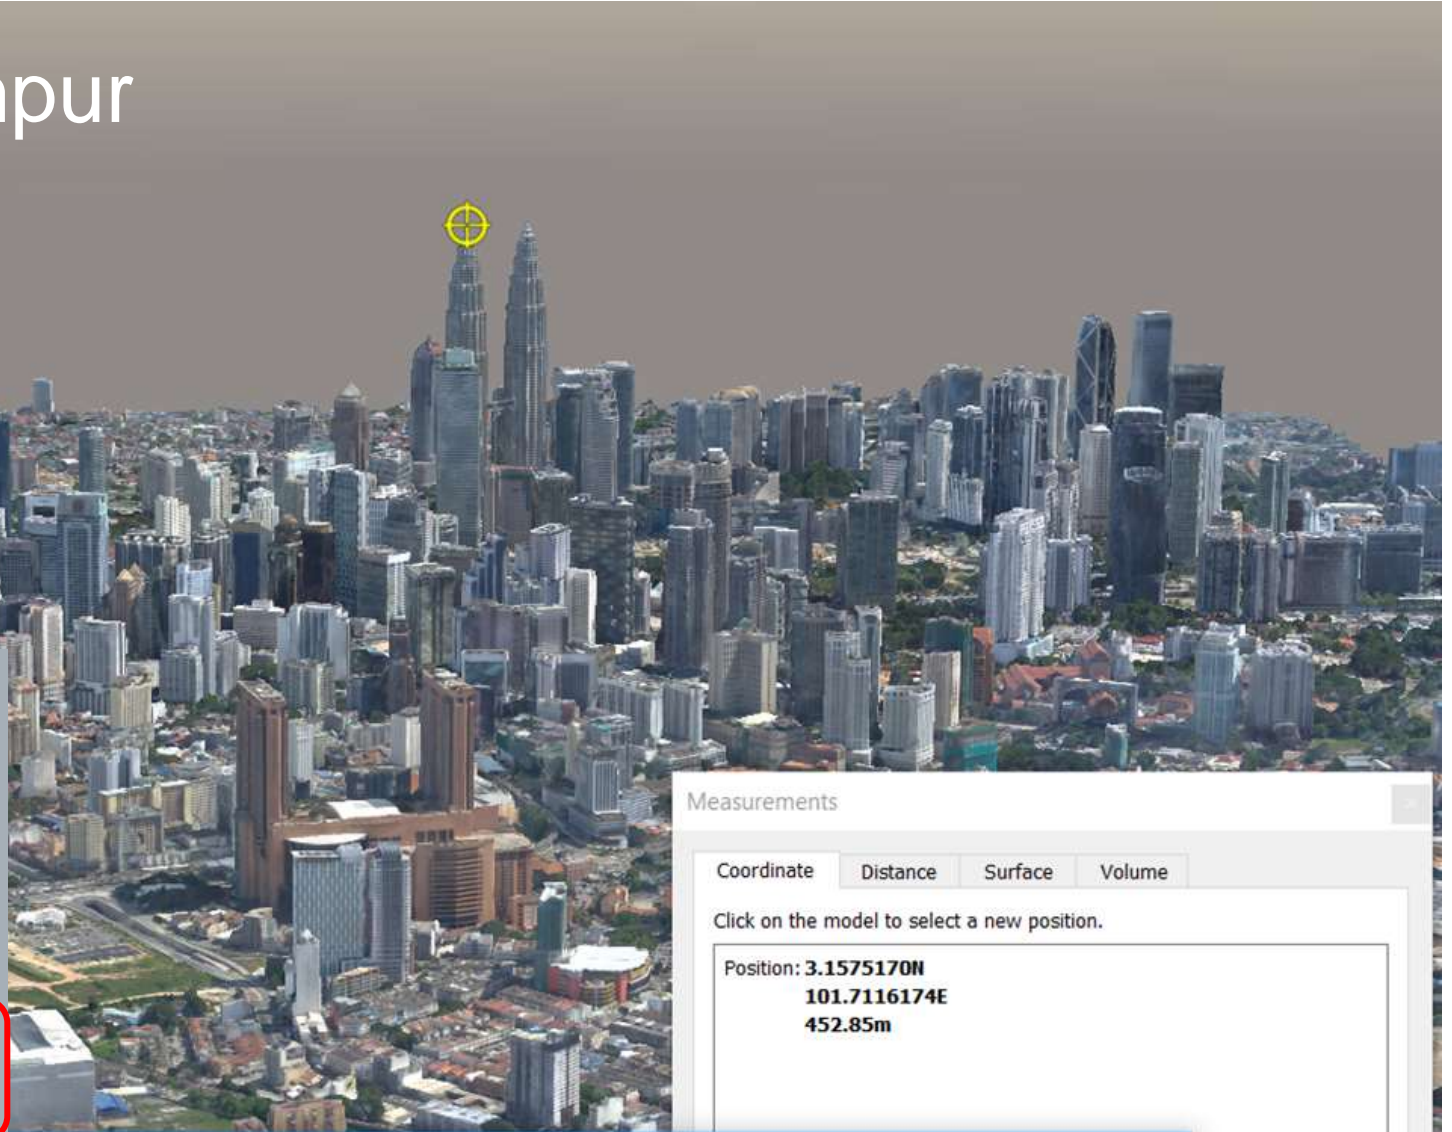 npur
Measurements
Coordinate Distance Surface Volume
Click on the model to select a new position.
Position: 3.1575170N
101.7116174E
452.85m